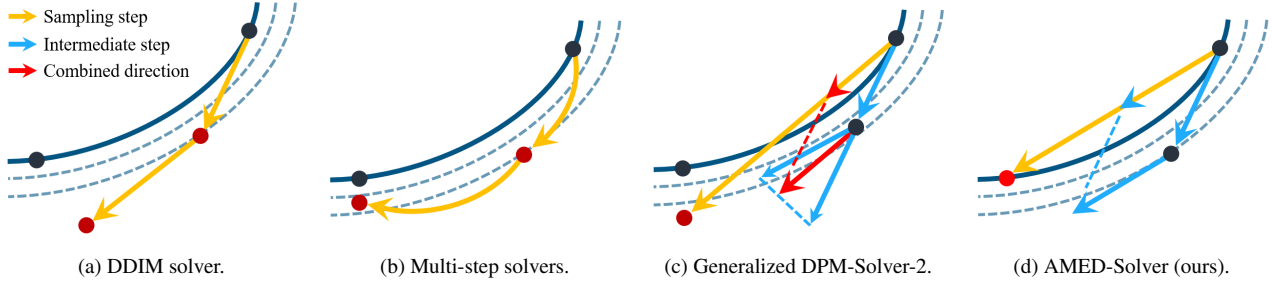 Sampling step
Intermediate step
Combined direction
(a) DDIM solver.
(b) Multi-step solvers.
(c) Generalized DPM-Solver-2.
(d) AMED-Solver (ours).